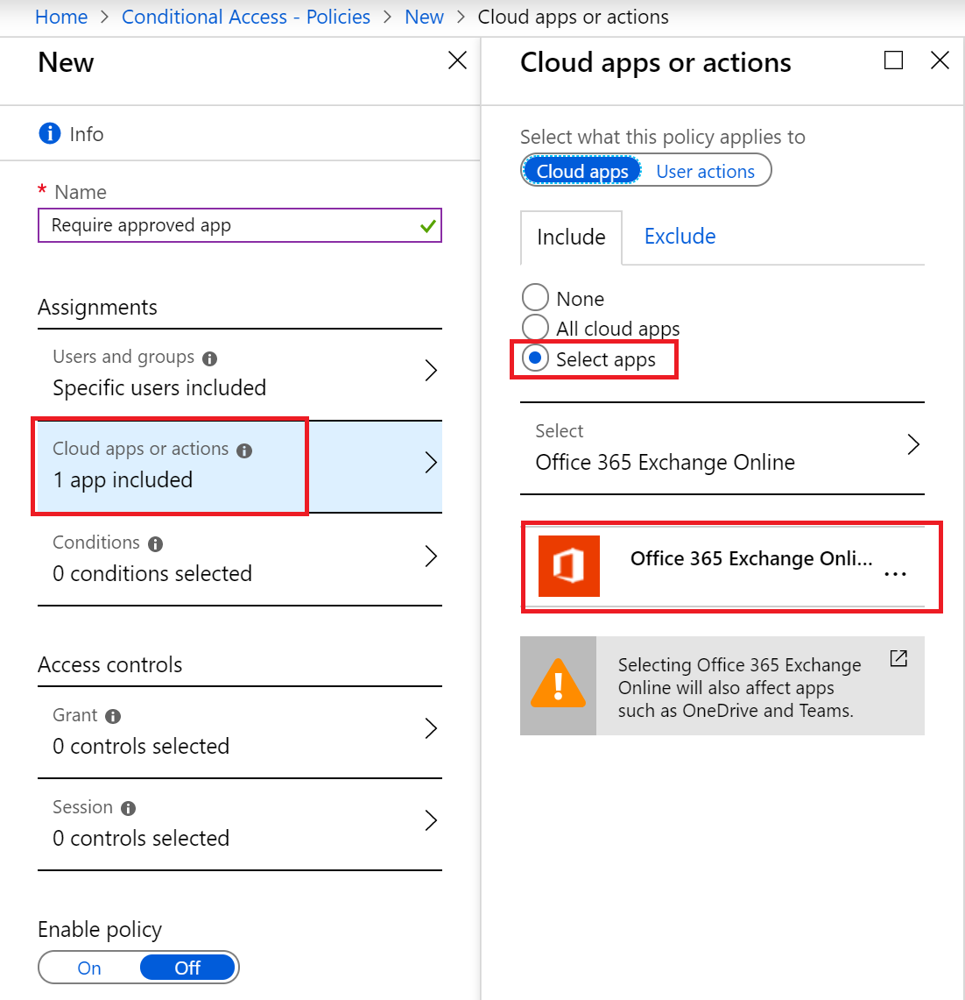 Home > Conditional Access - Policies > New > Cloud apps or actions
New
Info
* Name
Require approved app
Assignments
Users and groups
Specific users included
Cloud apps or actions
1 app included
Conditions
0 conditions selected
Access controls
Grant
0 controls selected
Session
0 controls selected
Enable policy
On Off
Cloud apps or actions
Select what this policy applies to
Cloud apps User actions
Include Exclude
None
All cloud apps
Select apps
Select
Office 365 Exchange Online
Office 365 Exchange Onli...
...
Selecting Office 365 Exchange
Online will also affect apps
such as OneDrive and Teams.